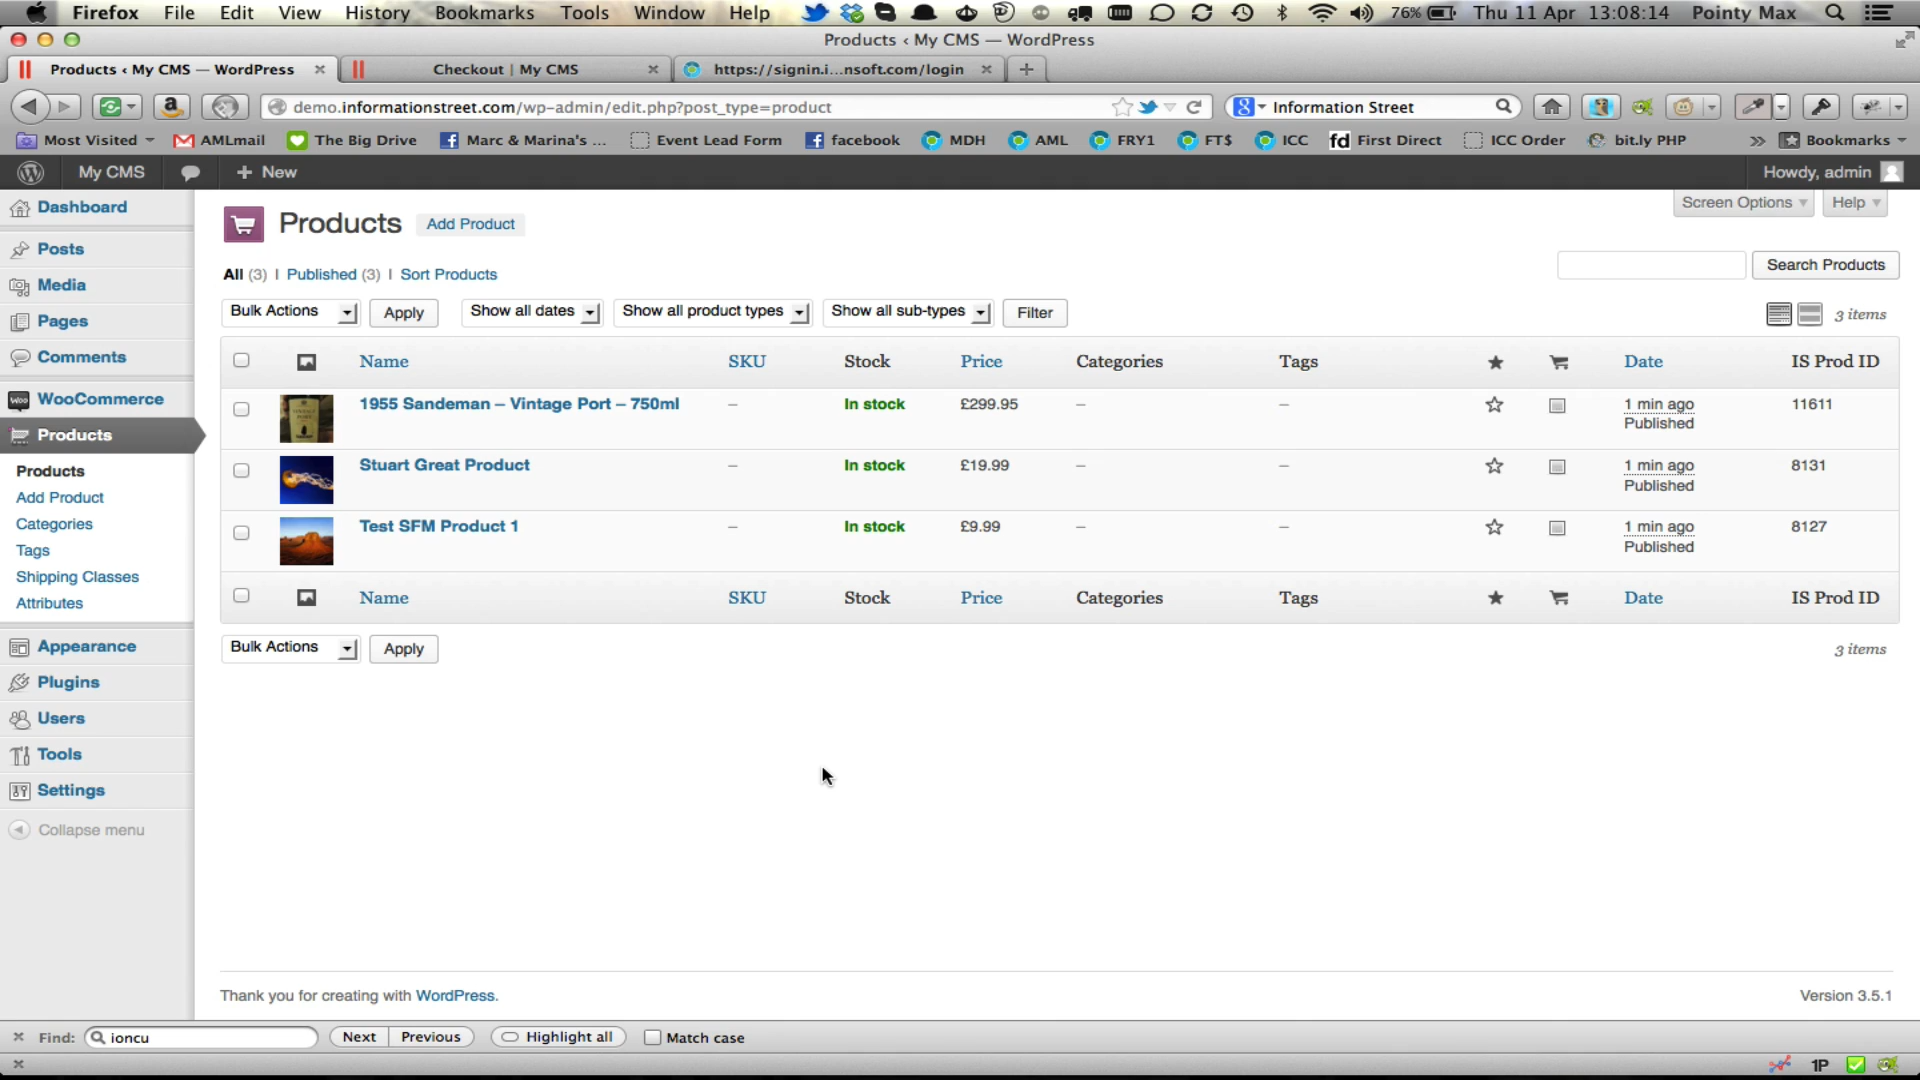 Firefox File Edit View History Bookmarks Tools Window Help 76% Thu 11 Apr 13:08:14 Pointy Max
Products ‹ My CMS — WordPress
Products ‹ My CMS — WordPress Checkout | My CMS https://signin.i...nsoft.com/login
demo.informationstreet.com/wp-admin/edit.php?post_type=product Information Street
Most Visited AMLmail The Big Drive Marc & Marina's ... Event Lead Form facebook MDH AML FRY1 FT$ ICC fd First Direct ICC Order bit.ly PHP » Bookmarks
My CMS + New Howdy, admin
Screen Options Help
Dashboard
Posts
Media
Pages
Comments
WooCommerce
Products
Products
Add Product
Categories
Tags
Shipping Classes
Attributes
Appearance
Plugins
Users
Tools
Settings
Collapse menu
Products Add Product
All (3) | Published (3) | Sort Products
Search Products
Bulk Actions Apply Show all dates Show all product types Show all sub-types Filter 3 items
Name SKU Stock Price Categories Tags Date IS Prod ID
1955 Sandeman – Vintage Port – 750ml – In stock £299.95 – – 1 min ago 11611
Published
Stuart Great Product – In stock £19.99 – – 1 min ago 8131
Published
Test SFM Product 1 – In stock £9.99 – – 1 min ago 8127
Published
Name SKU Stock Price Categories Tags Date IS Prod ID
Bulk Actions Apply 3 items
Thank you for creating with WordPress. Version 3.5.1
Find: ioncu Next Previous Highlight all Match case
1P